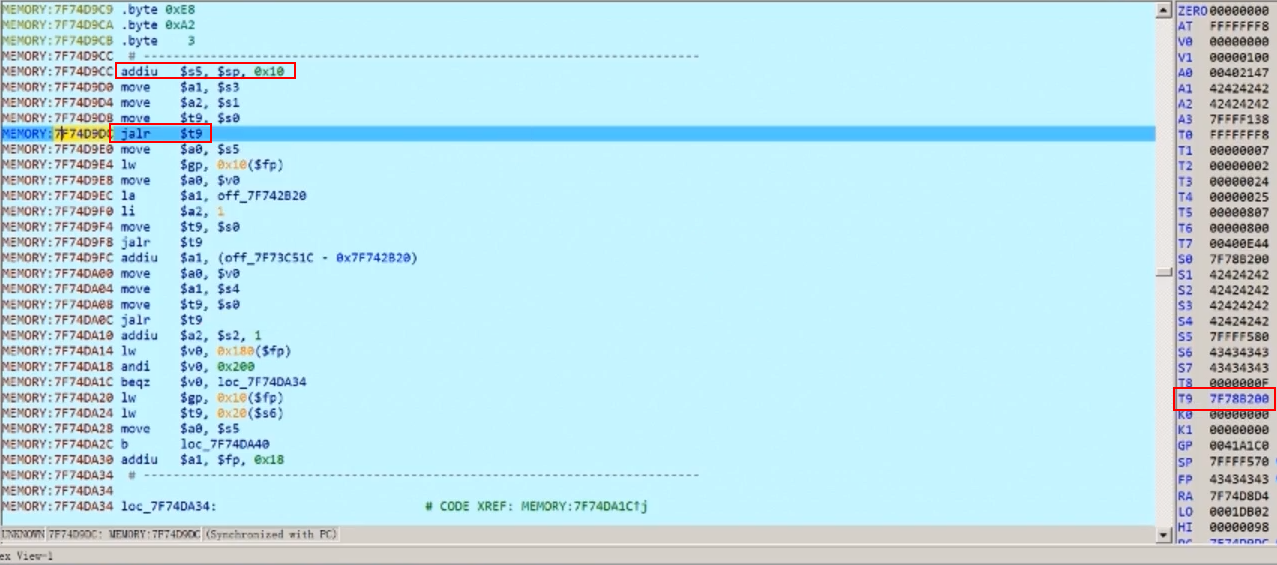 MEMORY:7F74D9C9 .byte 0xE8
MEMORY:7F74D9CA .byte 0xA2
MEMORY:7F74D9CB .byte 3
MEMORY:7F74D9CC # ---------------------------------------------------------------------------
MEMORY:7F74D9CC addiu $s5, $sp, 0x10
MEMORY:7F74D9D0 move $a1, $s3
MEMORY:7F74D9D4 move $a2, $s1
MEMORY:7F74D9D8 move $t9, $s0
MEMORY:7F74D9DC jalr $t9
MEMORY:7F74D9E0 move $a0, $s5
MEMORY:7F74D9E4 lw $gp, 0x10($fp)
MEMORY:7F74D9E8 move $a0, $v0
MEMORY:7F74D9EC la $a1, off_7F742B20
MEMORY:7F74D9F0 li $a2, 1
MEMORY:7F74D9F4 move $t9, $s0
MEMORY:7F74D9F8 jalr $t9
MEMORY:7F74D9FC addiu $a1, (off_7F73C51C - 0x7F742B20)
MEMORY:7F74DA00 move $a0, $v0
MEMORY:7F74DA04 move $a1, $s4
MEMORY:7F74DA08 move $t9, $s0
MEMORY:7F74DA0C jalr $t9
MEMORY:7F74DA10 addiu $a2, $s2, 1
MEMORY:7F74DA14 lw $v0, 0x180($fp)
MEMORY:7F74DA18 andi $v0, 0x200
MEMORY:7F74DA1C beqz $v0, loc_7F74DA34
MEMORY:7F74DA20 lw $gp, 0x10($fp)
MEMORY:7F74DA24 lw $t9, 0x20($s6)
MEMORY:7F74DA28 move $a0, $s5
MEMORY:7F74DA2C b loc_7F74DA40
MEMORY:7F74DA30 addiu $a1, $fp, 0x18
MEMORY:7F74DA34 # ---------------------------------------------------------------------------
MEMORY:7F74DA34
MEMORY:7F74DA34 loc_7F74DA34: # CODE XREF: MEMORY:7F74DA1C↑j
UNKNOWN 7F74D9DC: MEMORY:7F74D9DC (Synchronized with PC)
ex View-1
ZERO 00000000
AT FFFFFFF8
V0 00000000
V1 00000100
A0 00402147
A1 42424242
A2 42424242
A3 7FFFF138
T0 FFFFFFF8
T1 00000007
T2 00000002
T3 00000024
T4 00000025
T5 00000807
T6 00000800
T7 00400E44
S0 7F78B200
S1 42424242
S2 42424242
S3 42424242
S4 42424242
S5 7FFFF580
S6 43434343
S7 43434343
T8 0000000F
T9 7F78B200
K0 00000000
K1 00000000
GP 0041A1C0
SP 7FFFF570
FP 43434343
RA 7F74D8D4
LO 0001DB02
HI 00000098
PC 7F74D9DC